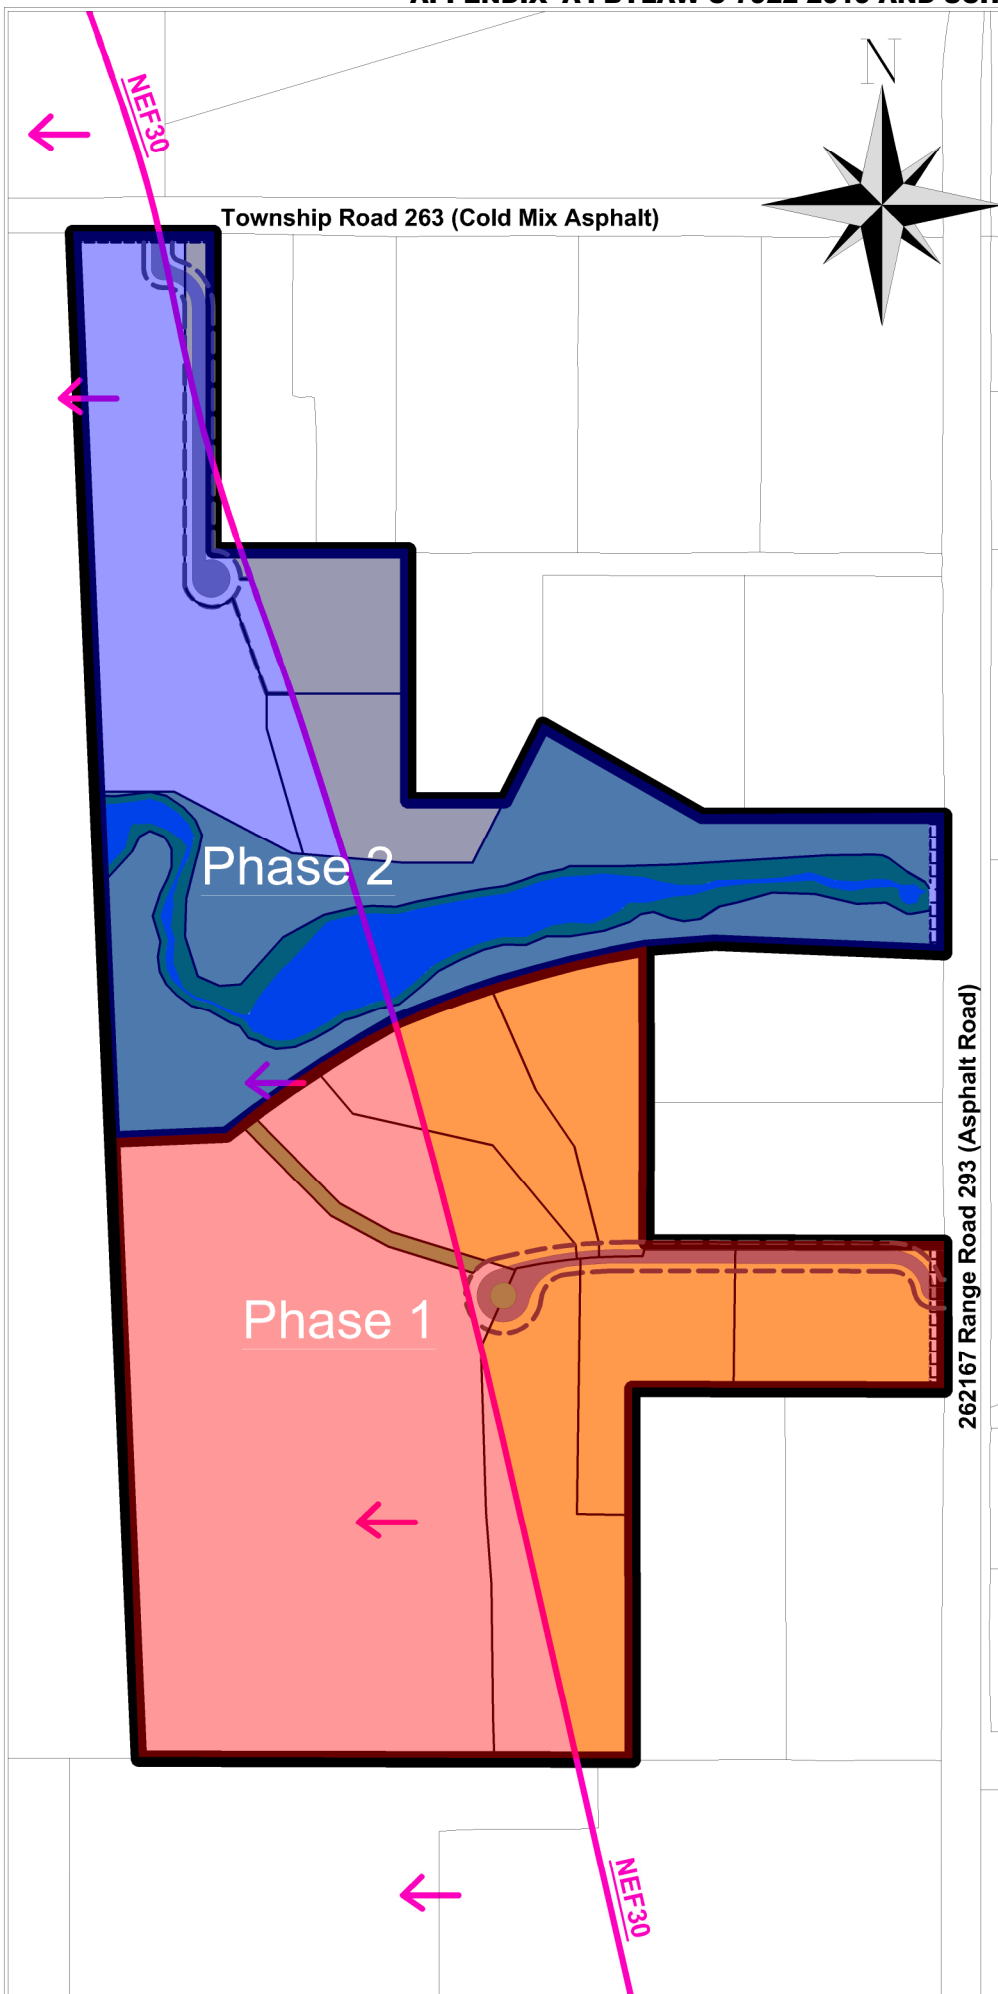 N
NEF30
Township Road 263 (Cold Mix Asphalt)
Phase 2
262167 Range Road 293 (Asphalt Road)
Phase 1
NEF30